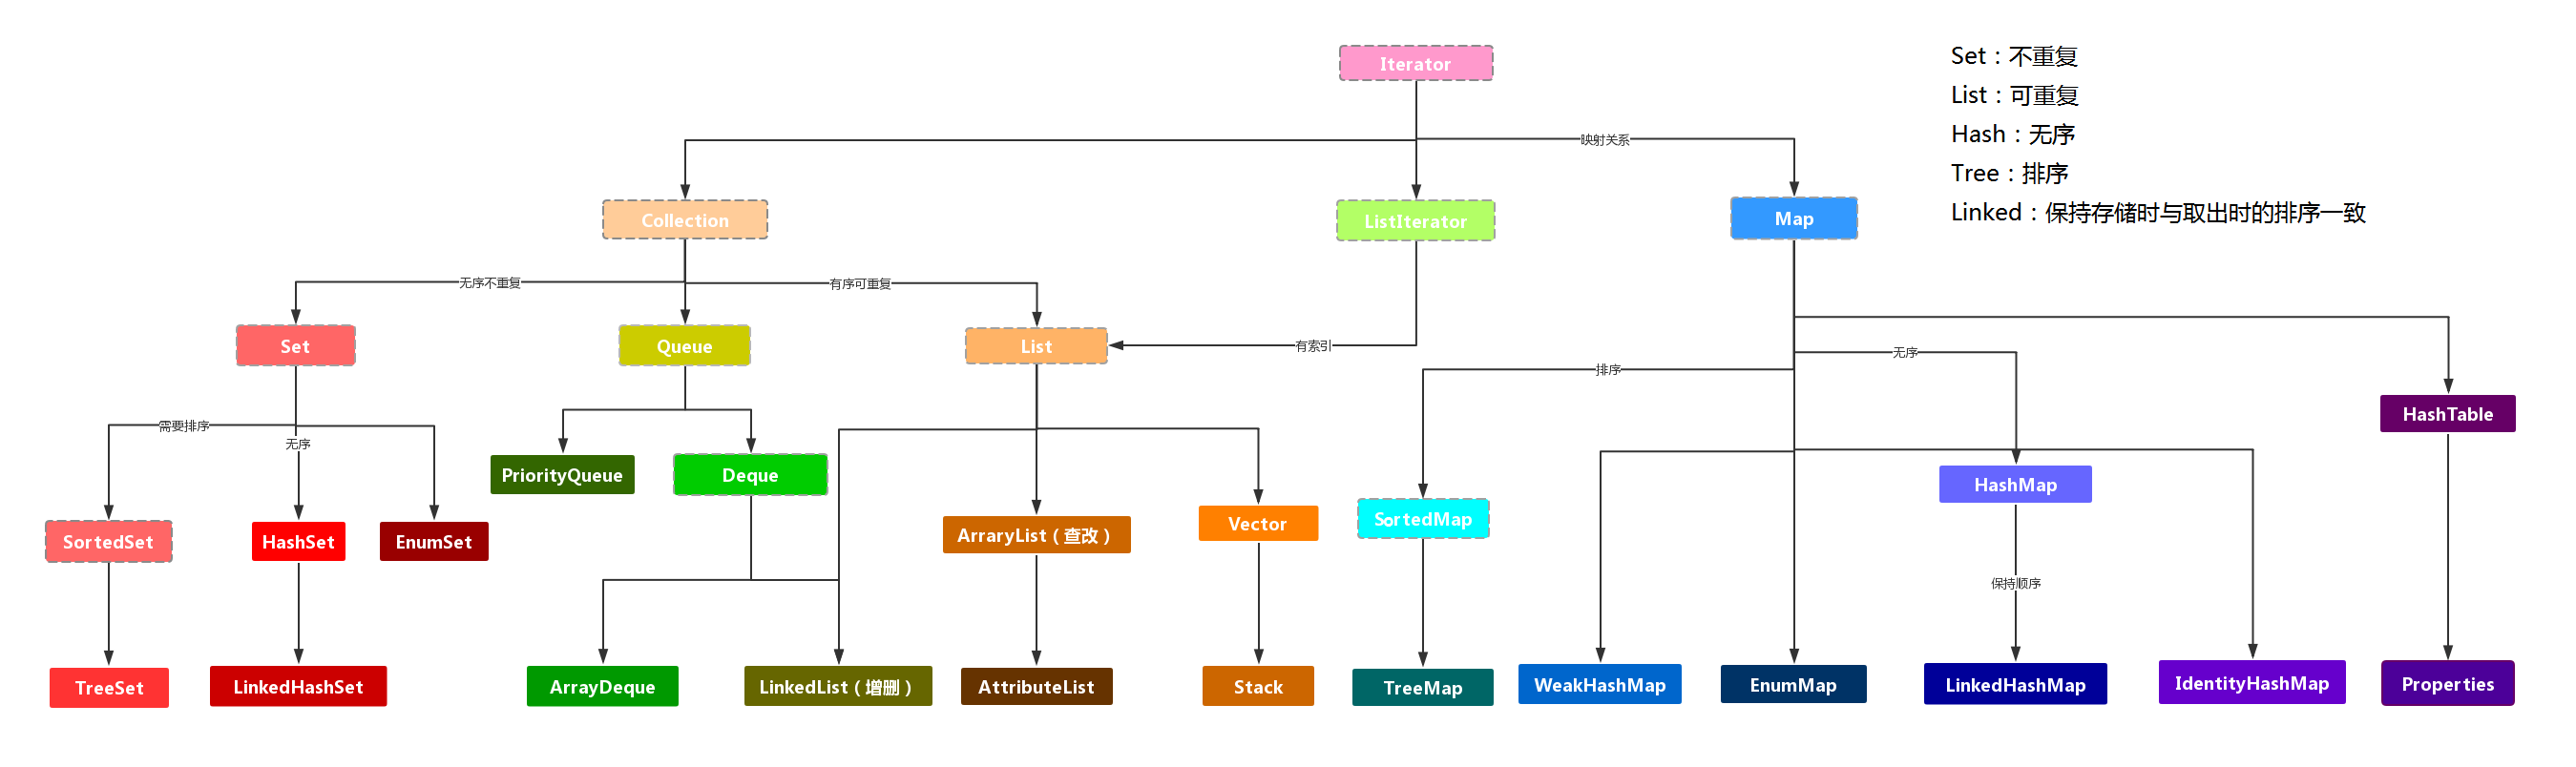 Iterator
Set：不重复
List：可重复
Hash：无序
Tree：排序
Linked：保持存储时与取出时的排序一致
映射关系
Collection
ListIterator
Map
无序不重复
有序可重复
Set
Queue
List
有索引
无序
排序
需要排序
无序
HashTable
PriorityQueue
Deque
HashMap
SortedSet
HashSet
EnumSet
ArraryList（查改）
Vector
SortedMap
保持顺序
TreeSet
LinkedHashSet
ArrayDeque
LinkedList（增删）
AttributeList
Stack
TreeMap
WeakHashMap
EnumMap
LinkedHashMap
IdentityHashMap
Properties